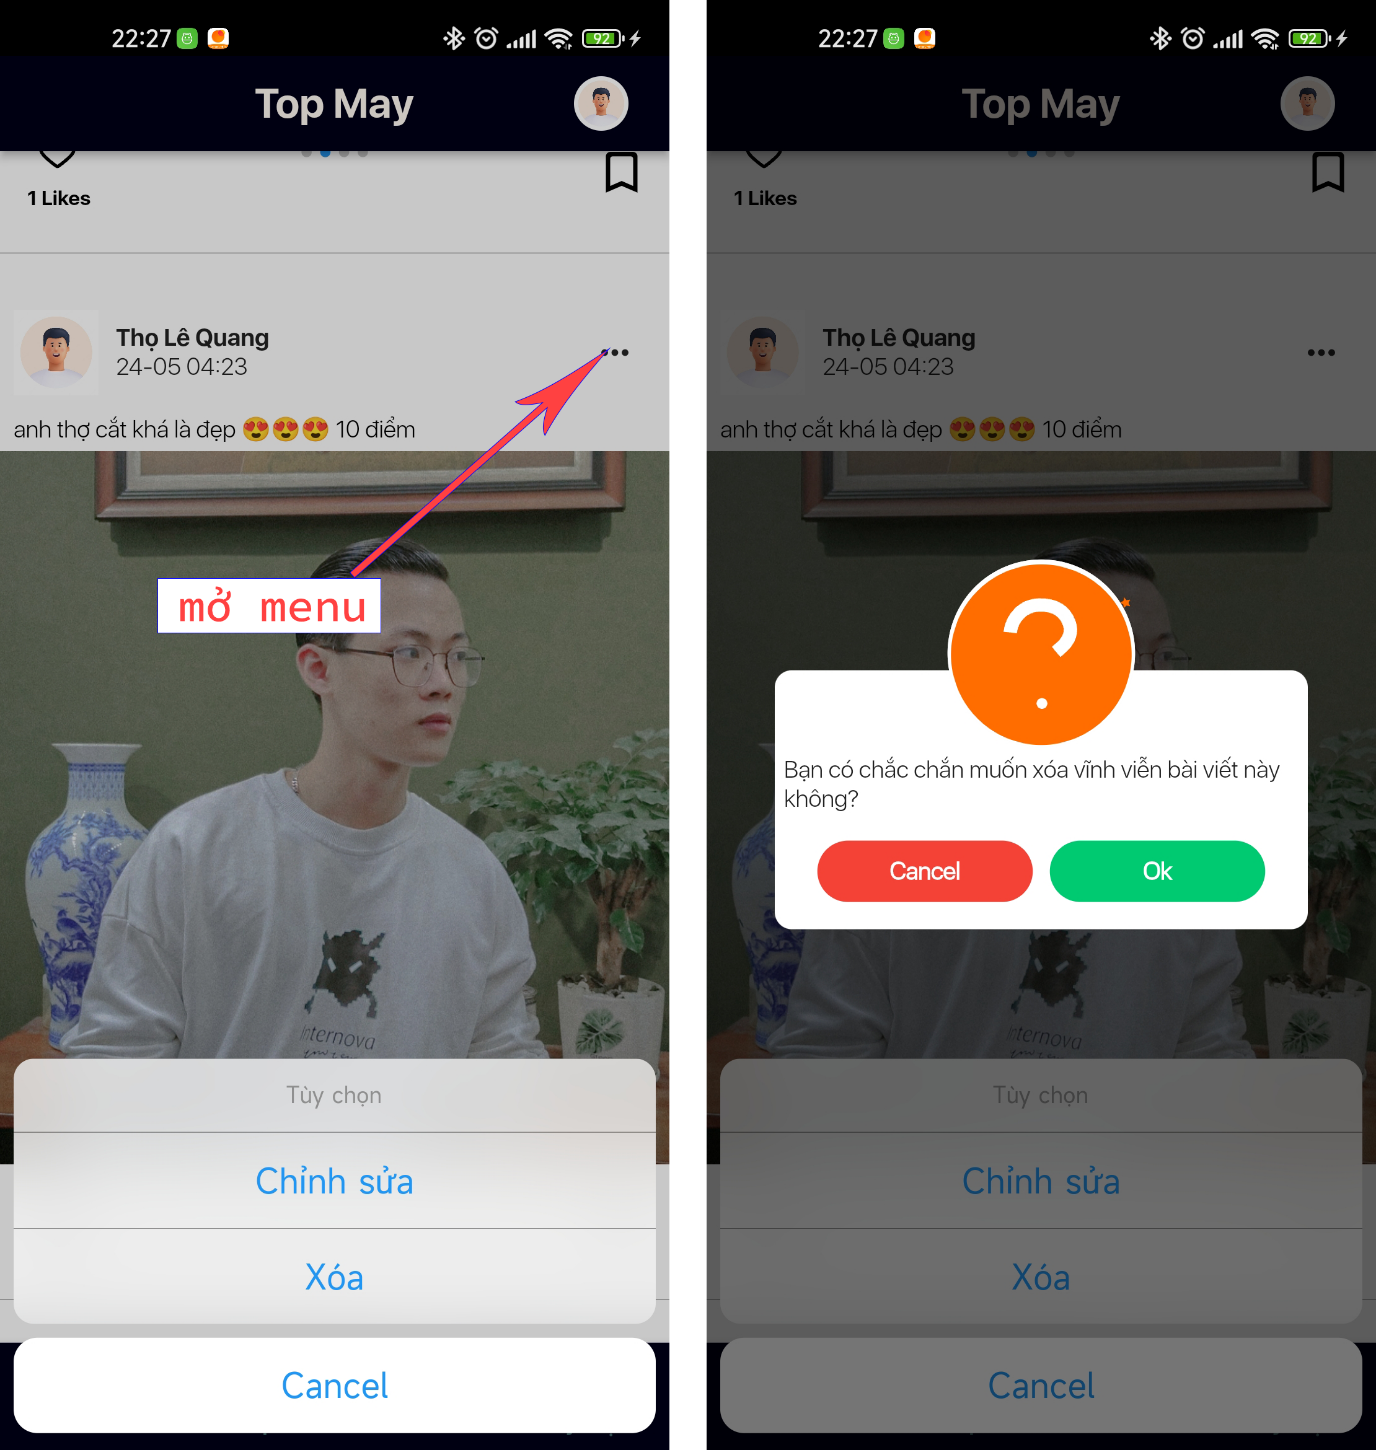 22:27
92
Top May
1 Likes
Thọ Lê Quang
24-05 04:23
anh thợ cắt khá là đẹp 😍😍😍 10 điểm
mở menu
Internova
Tùy chọn
Chỉnh sửa
Xóa
Cancel
22:27
92
Top May
1 Likes
Thọ Lê Quang
24-05 04:23
anh thợ cắt khá là đẹp 😍😍😍 10 điểm
?
Bạn có chắc chắn muốn xóa vĩnh viễn bài viết này
không?
Cancel
Ok
Internova
Tùy chọn
Chỉnh sửa
Xóa
Cancel